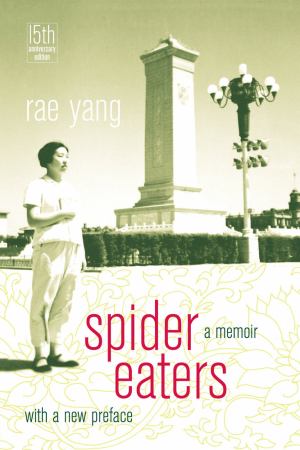 15th
anniversary
edition
rae yang
spider
a memoir
eaters
with a new preface